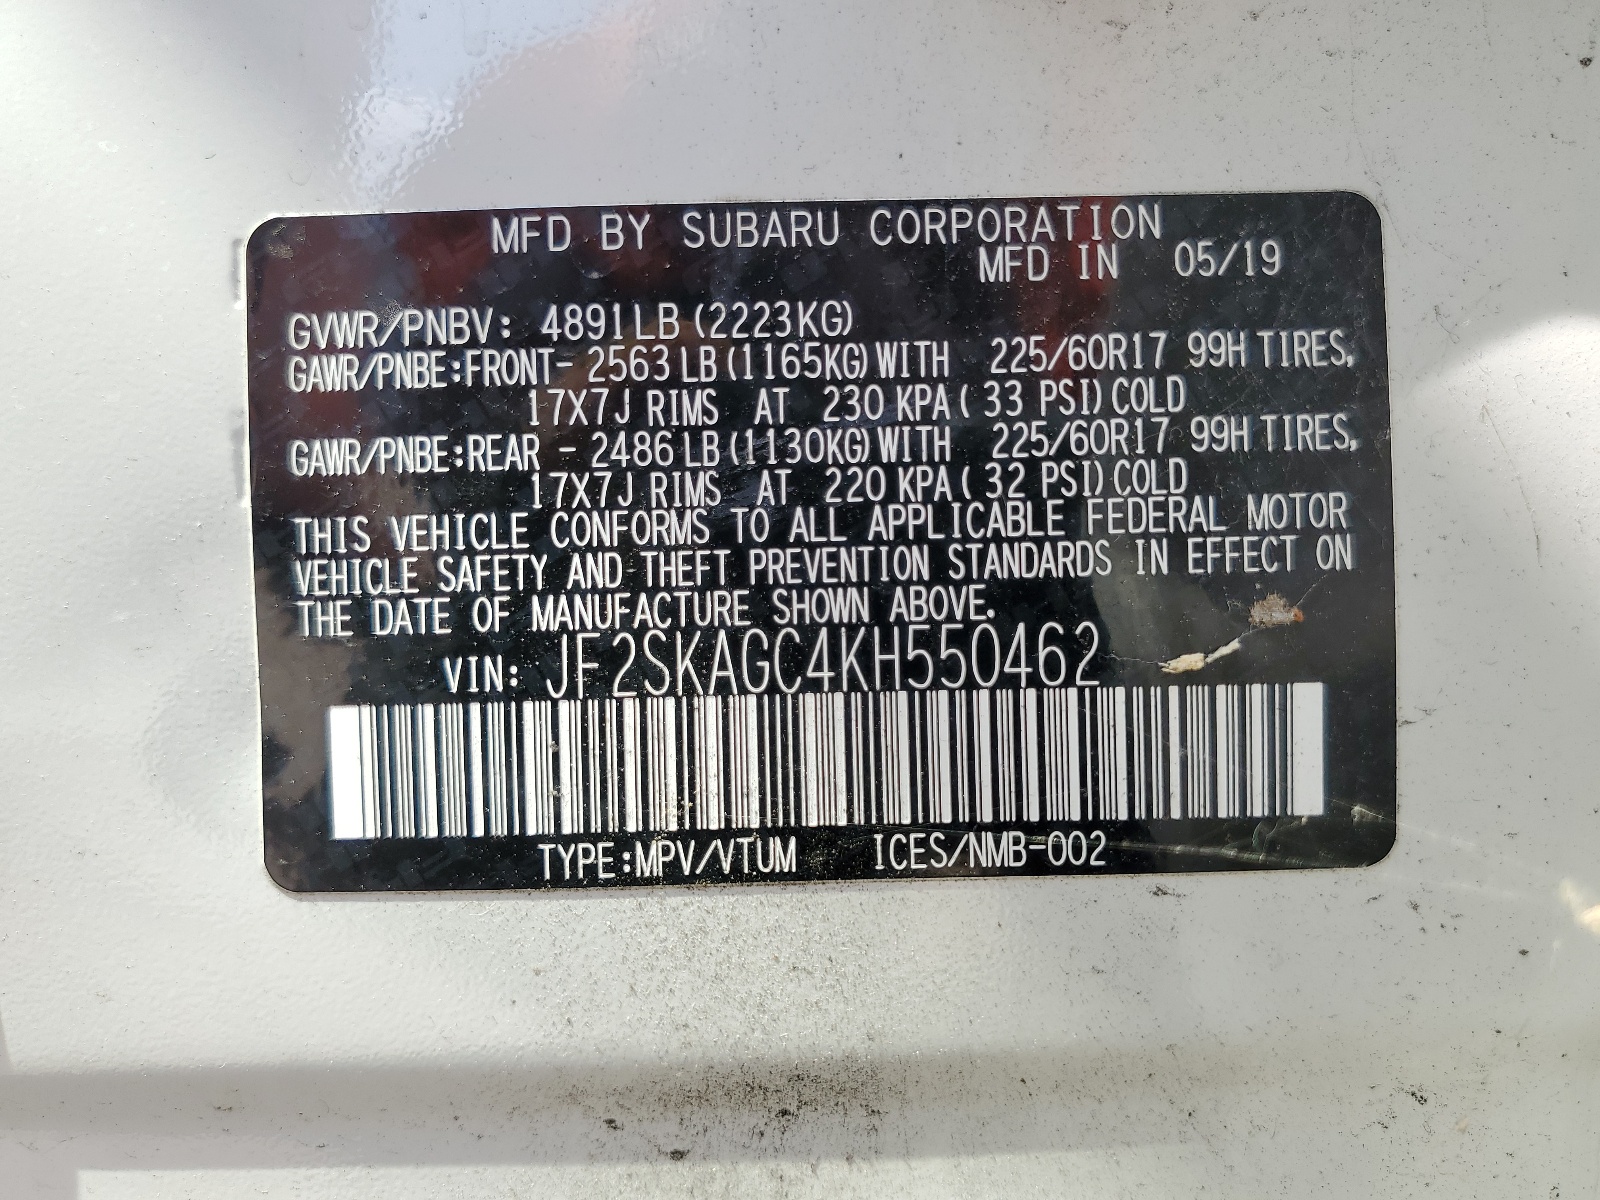 MFD BY SUBARU CORPORATION
MFD IN 05/19
GVWR/PNBV: 4891LB (2223KG)
GAWR/PNBE:FRONT- 2563 LB (1165KG) WITH 225/60R17 99H TIRES,
17X7J RIMS AT 230 KPA ( 33 PSI) COLD
GAWR/PNBE:REAR - 2486 LB (1130KG) WITH 225/60R17 99H TIRES,
17X7J RIMS AT 220 KPA ( 32 PSI) COLD
THIS VEHICLE CONFORMS TO ALL APPLICABLE FEDERAL MOTOR
VEHICLE SAFETY AND THEFT PREVENTION STANDARDS IN EFFECT ON
THE DATE OF MANUFACTURE SHOWN ABOVE.
VIN: JF2SKAGC4KH550462
TYPE:MPV/VTUM ICES/NMB-002